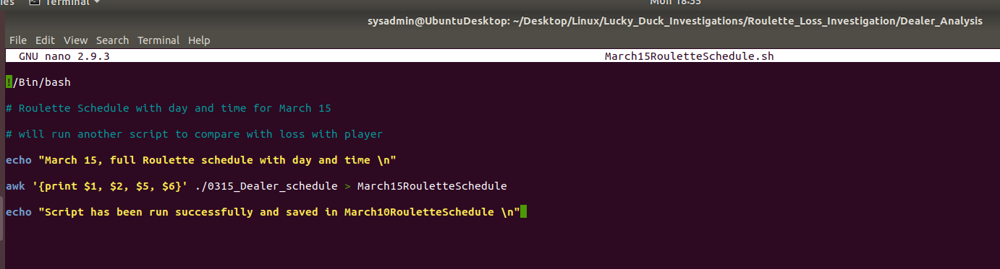 Terminal
Mon 18:35
sysadmin@UbuntuDesktop: ~/Desktop/Linux/Lucky_Duck_Investigations/Roulette_Loss_Investigation/Dealer_Analysis
File Edit View Search Terminal Help
GNU nano 2.9.3 March15RouletteSchedule.sh
!/Bin/bash
# Roulette Schedule with day and time for March 15
# will run another script to compare with loss with player
echo "March 15, full Roulette schedule with day and time \n"
awk '{print $1, $2, $5, $6}' ./0315_Dealer_schedule > March15RouletteSchedule
echo "Script has been run successfully and saved in March10RouletteSchedule \n"